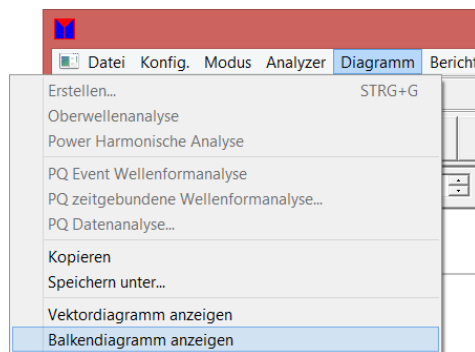 Datei Konfig. Modus Analyzer Diagramm Bericht
Erstellen... STRG+G
Oberwellenanalyse
Power Harmonische Analyse
PQ Event Wellenformanalyse
PQ zeitgebundene Wellenformanalyse...
PQ Datenanalyse...
Kopieren
Speichern unter...
Vektordiagramm anzeigen
Balkendiagramm anzeigen